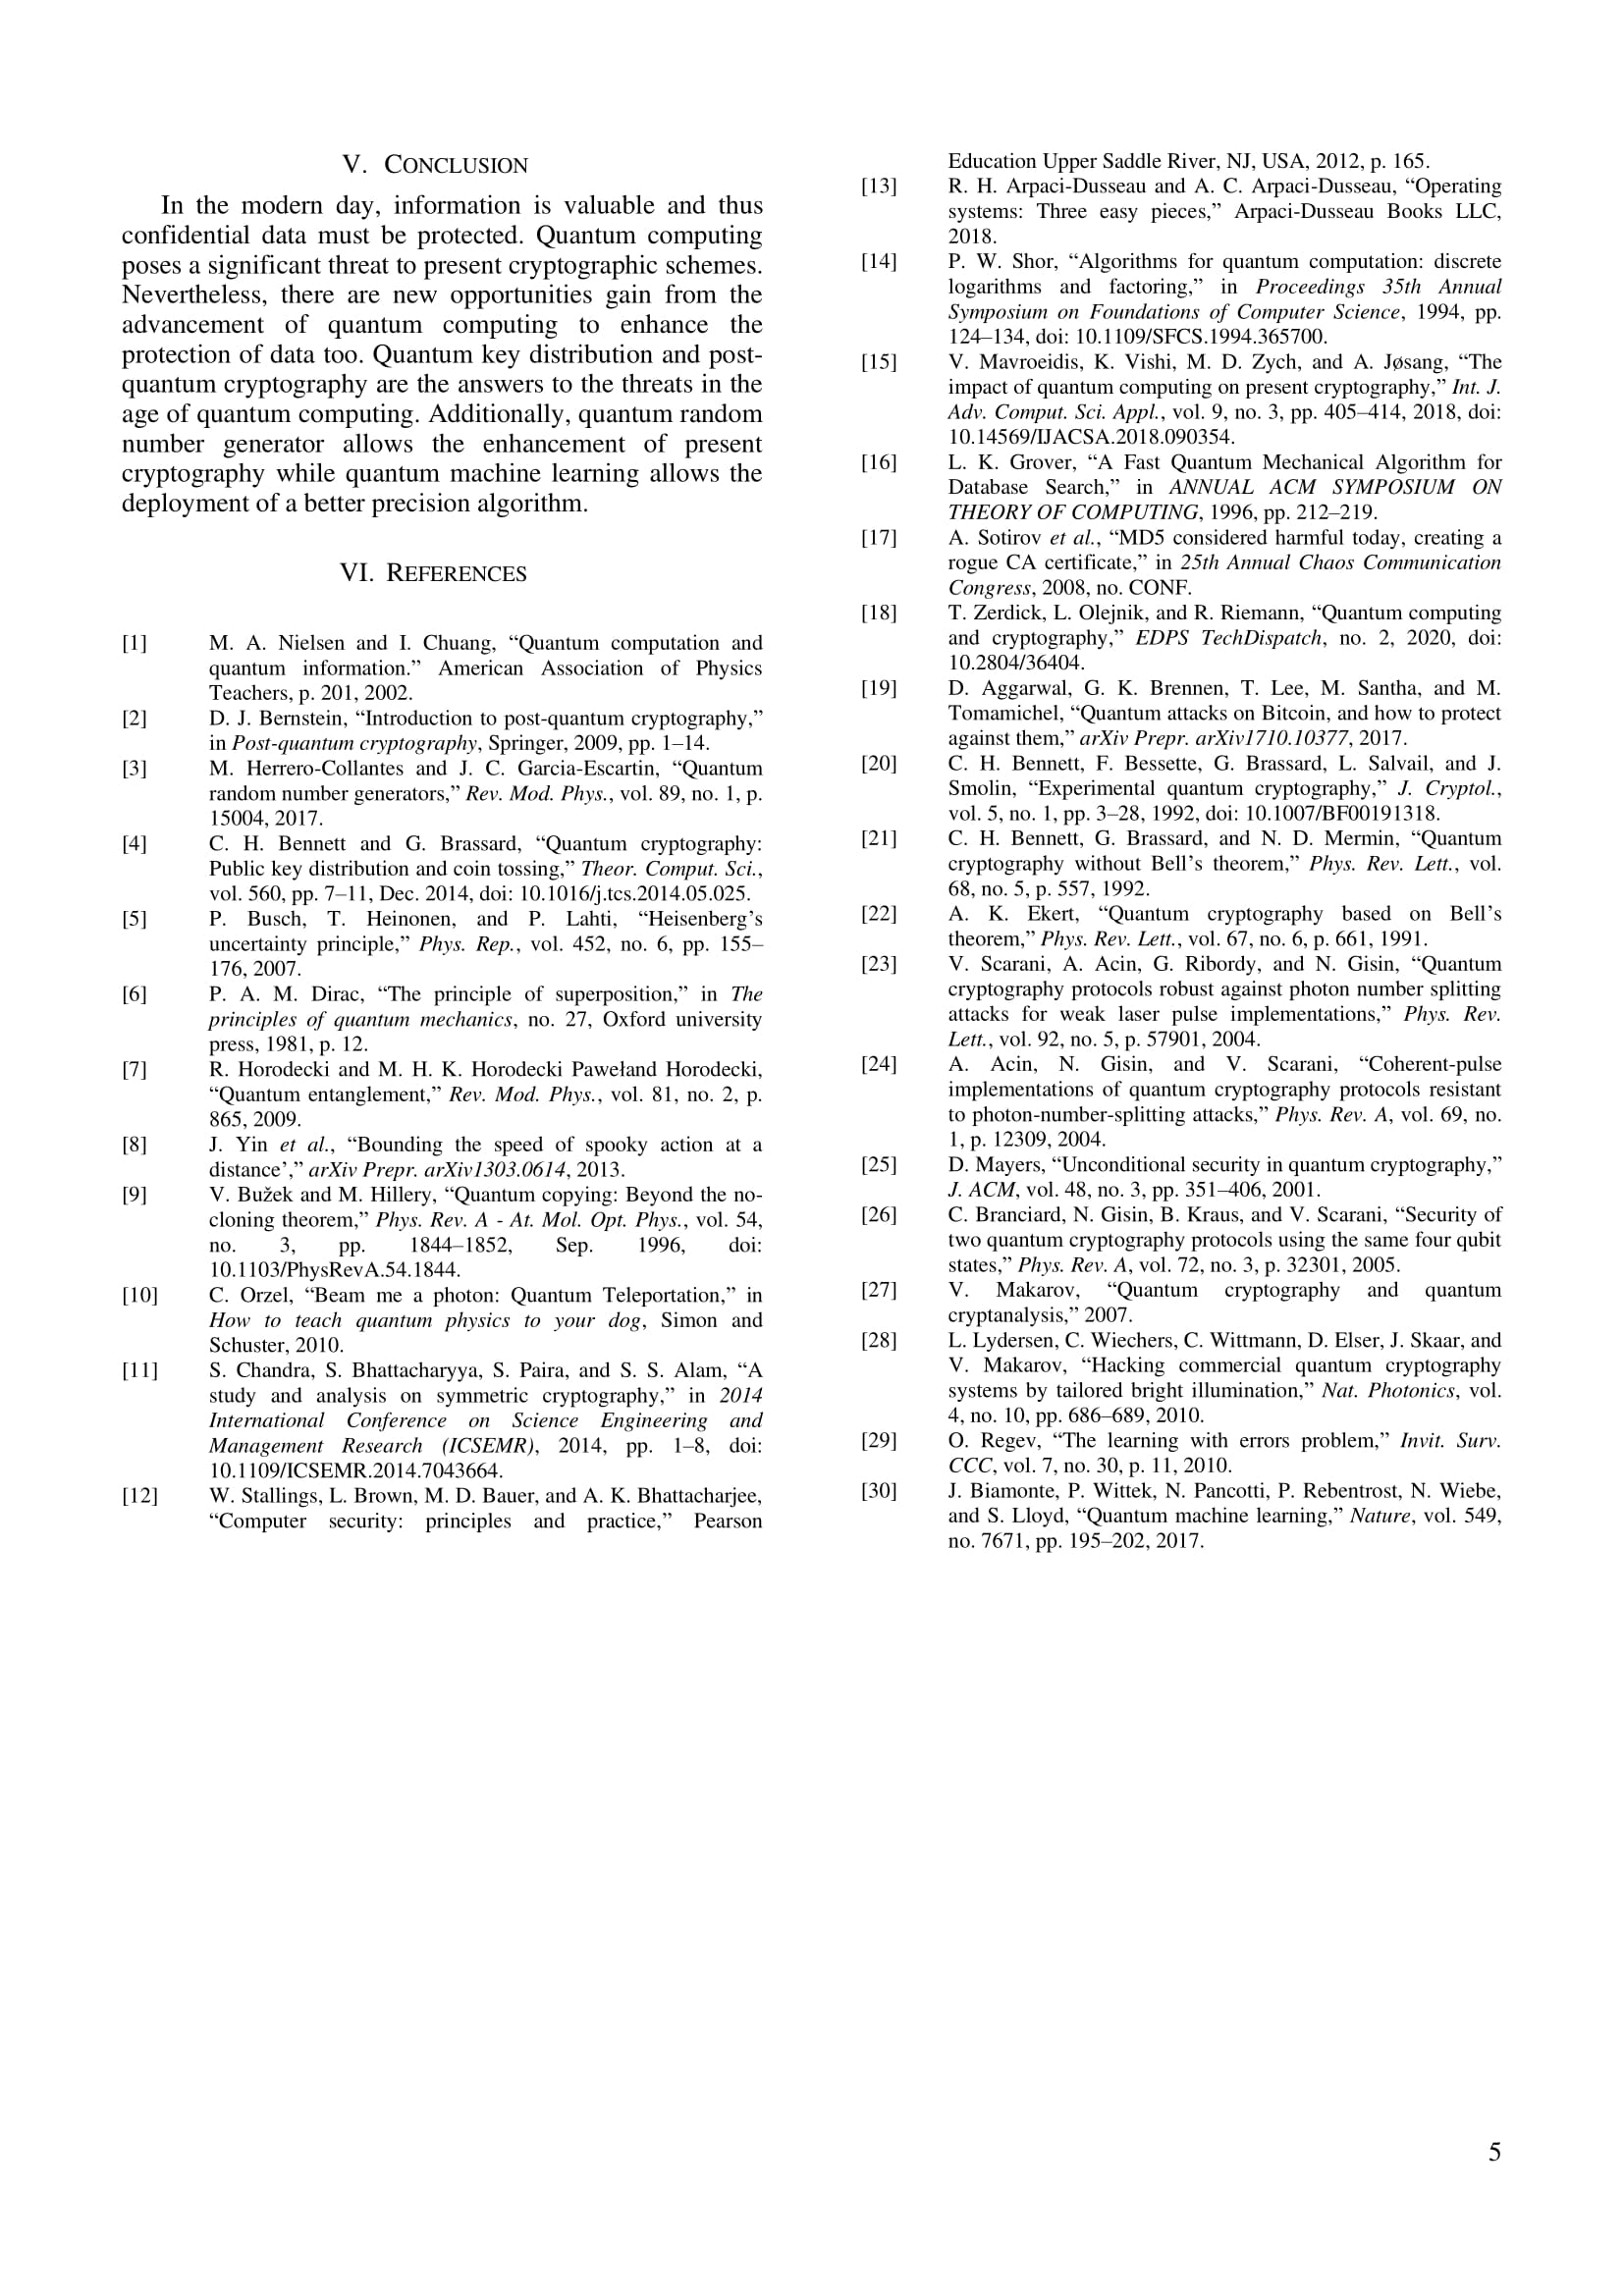 V. CONCLUSION
In the modern day, information is valuable and thus
confidential data must be protected. Quantum computing
poses a significant threat to present cryptographic schemes.
Nevertheless, there are new opportunities gain from the
advancement of quantum computing to enhance the
protection of data too. Quantum key distribution and post-
quantum cryptography are the answers to the threats in the
age of quantum computing. Additionally, quantum random
number generator allows the enhancement of present
cryptography while quantum machine learning allows the
deployment of a better precision algorithm.
VI. REFERENCES
[1] M. A. Nielsen and I. Chuang, “Quantum computation and
quantum information.” American Association of Physics
Teachers, p. 201, 2002.
[2] D. J. Bernstein, “Introduction to post-quantum cryptography,”
in Post-quantum cryptography, Springer, 2009, pp. 1–14.
[3] M. Herrero-Collantes and J. C. Garcia-Escartin, “Quantum
random number generators,” Rev. Mod. Phys., vol. 89, no. 1, p.
15004, 2017.
[4] C. H. Bennett and G. Brassard, “Quantum cryptography:
Public key distribution and coin tossing,” Theor. Comput. Sci.,
vol. 560, pp. 7–11, Dec. 2014, doi: 10.1016/j.tcs.2014.05.025.
[5] P. Busch, T. Heinonen, and P. Lahti, “Heisenberg’s
uncertainty principle,” Phys. Rep., vol. 452, no. 6, pp. 155–
176, 2007.
[6] P. A. M. Dirac, “The principle of superposition,” in The
principles of quantum mechanics, no. 27, Oxford university
press, 1981, p. 12.
[7] R. Horodecki and M. H. K. Horodecki Pawełand Horodecki,
“Quantum entanglement,” Rev. Mod. Phys., vol. 81, no. 2, p.
865, 2009.
[8] J. Yin et al., “Bounding the speed of spooky action at a
distance’,” arXiv Prepr. arXiv1303.0614, 2013.
[9] V. Bužek and M. Hillery, “Quantum copying: Beyond the no-
cloning theorem,” Phys. Rev. A - At. Mol. Opt. Phys., vol. 54,
no. 3, pp. 1844–1852, Sep. 1996, doi:
10.1103/PhysRevA.54.1844.
[10] C. Orzel, “Beam me a photon: Quantum Teleportation,” in
How to teach quantum physics to your dog, Simon and
Schuster, 2010.
[11] S. Chandra, S. Bhattacharyya, S. Paira, and S. S. Alam, “A
study and analysis on symmetric cryptography,” in 2014
International Conference on Science Engineering and
Management Research (ICSEMR), 2014, pp. 1–8, doi:
10.1109/ICSEMR.2014.7043664.
[12] W. Stallings, L. Brown, M. D. Bauer, and A. K. Bhattacharjee,
“Computer security: principles and practice,” Pearson
Education Upper Saddle River, NJ, USA, 2012, p. 165.
[13] R. H. Arpaci-Dusseau and A. C. Arpaci-Dusseau, “Operating
systems: Three easy pieces,” Arpaci-Dusseau Books LLC,
2018.
[14] P. W. Shor, “Algorithms for quantum computation: discrete
logarithms and factoring,” in Proceedings 35th Annual
Symposium on Foundations of Computer Science, 1994, pp.
124–134, doi: 10.1109/SFCS.1994.365700.
[15] V. Mavroeidis, K. Vishi, M. D. Zych, and A. Jøsang, “The
impact of quantum computing on present cryptography,” Int. J.
Adv. Comput. Sci. Appl., vol. 9, no. 3, pp. 405–414, 2018, doi:
10.14569/IJACSA.2018.090354.
[16] L. K. Grover, “A Fast Quantum Mechanical Algorithm for
Database Search,” in ANNUAL ACM SYMPOSIUM ON
THEORY OF COMPUTING, 1996, pp. 212–219.
[17] A. Sotirov et al., “MD5 considered harmful today, creating a
rogue CA certificate,” in 25th Annual Chaos Communication
Congress, 2008, no. CONF.
[18] T. Zerdick, L. Olejnik, and R. Riemann, “Quantum computing
and cryptography,” EDPS TechDispatch, no. 2, 2020, doi:
10.2804/36404.
[19] D. Aggarwal, G. K. Brennen, T. Lee, M. Santha, and M.
Tomamichel, “Quantum attacks on Bitcoin, and how to protect
against them,” arXiv Prepr. arXiv1710.10377, 2017.
[20] C. H. Bennett, F. Bessette, G. Brassard, L. Salvail, and J.
Smolin, “Experimental quantum cryptography,” J. Cryptol.,
vol. 5, no. 1, pp. 3–28, 1992, doi: 10.1007/BF00191318.
[21] C. H. Bennett, G. Brassard, and N. D. Mermin, “Quantum
cryptography without Bell’s theorem,” Phys. Rev. Lett., vol.
68, no. 5, p. 557, 1992.
[22] A. K. Ekert, “Quantum cryptography based on Bell’s
theorem,” Phys. Rev. Lett., vol. 67, no. 6, p. 661, 1991.
[23] V. Scarani, A. Acin, G. Ribordy, and N. Gisin, “Quantum
cryptography protocols robust against photon number splitting
attacks for weak laser pulse implementations,” Phys. Rev.
Lett., vol. 92, no. 5, p. 57901, 2004.
[24] A. Acin, N. Gisin, and V. Scarani, “Coherent-pulse
implementations of quantum cryptography protocols resistant
to photon-number-splitting attacks,” Phys. Rev. A, vol. 69, no.
1, p. 12309, 2004.
[25] D. Mayers, “Unconditional security in quantum cryptography,”
J. ACM, vol. 48, no. 3, pp. 351–406, 2001.
[26] C. Branciard, N. Gisin, B. Kraus, and V. Scarani, “Security of
two quantum cryptography protocols using the same four qubit
states,” Phys. Rev. A, vol. 72, no. 3, p. 32301, 2005.
[27] V. Makarov, “Quantum cryptography and quantum
cryptanalysis,” 2007.
[28] L. Lydersen, C. Wiechers, C. Wittmann, D. Elser, J. Skaar, and
V. Makarov, “Hacking commercial quantum cryptography
systems by tailored bright illumination,” Nat. Photonics, vol.
4, no. 10, pp. 686–689, 2010.
[29] O. Regev, “The learning with errors problem,” Invit. Surv.
CCC, vol. 7, no. 30, p. 11, 2010.
[30] J. Biamonte, P. Wittek, N. Pancotti, P. Rebentrost, N. Wiebe,
and S. Lloyd, “Quantum machine learning,” Nature, vol. 549,
no. 7671, pp. 195–202, 2017.
5